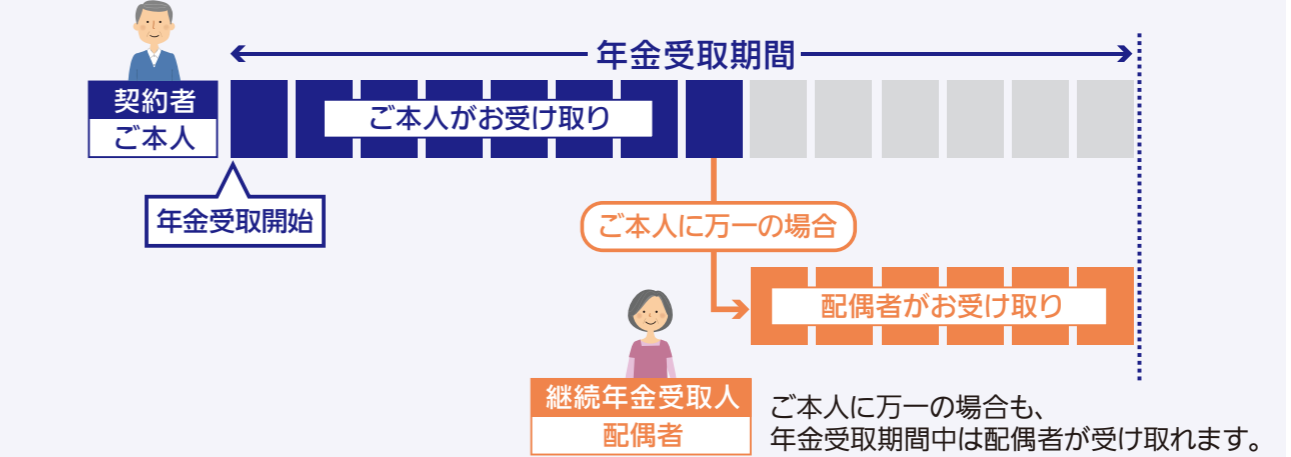 年金受取期間
契約者
ご本人
ご本人がお受け取り
年金受取開始
ご本人に万一の場合
配偶者がお受け取り
継続年金受取人
配偶者
ご本人に万一の場合も、
年金受取期間中は配偶者が受け取れます。